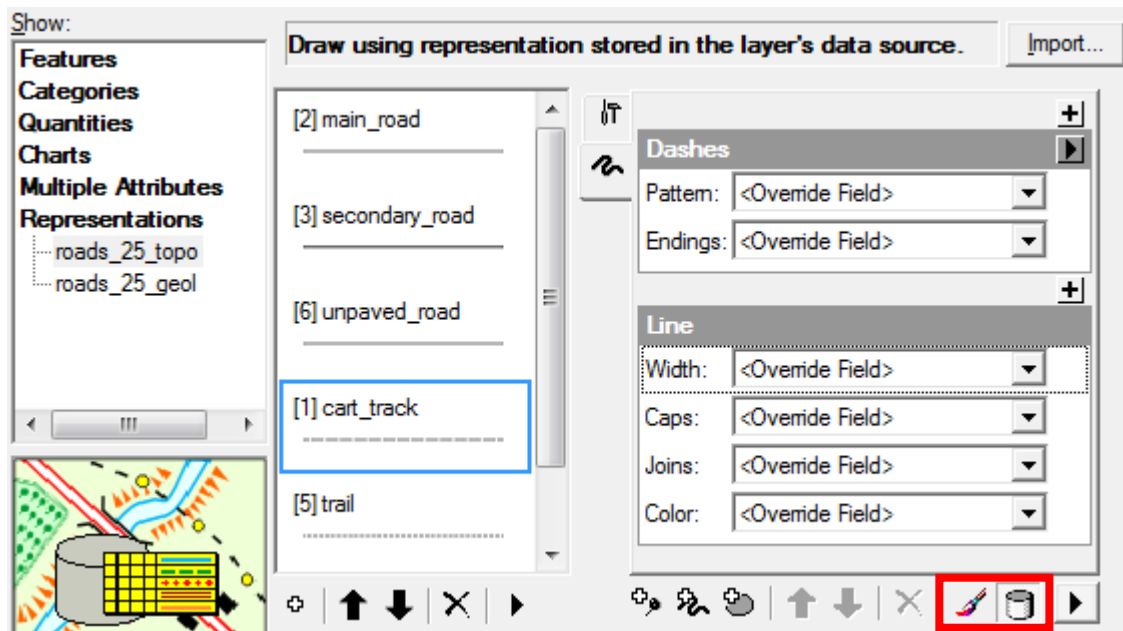 Show:
Features
Categories
Quantities
Charts
Multiple Attributes
Representations
roads_25_topo
roads_25_geol
Draw using representation stored in the layer's data source.
Import...
[2] main_road
[3] secondary_road
[6] unpaved_road
[1] cart_track
[5] trail
Dashes
Pattern: <Override Field>
Endings: <Override Field>
Line
Width: <Override Field>
Caps: <Override Field>
Joins: <Override Field>
Color: <Override Field>